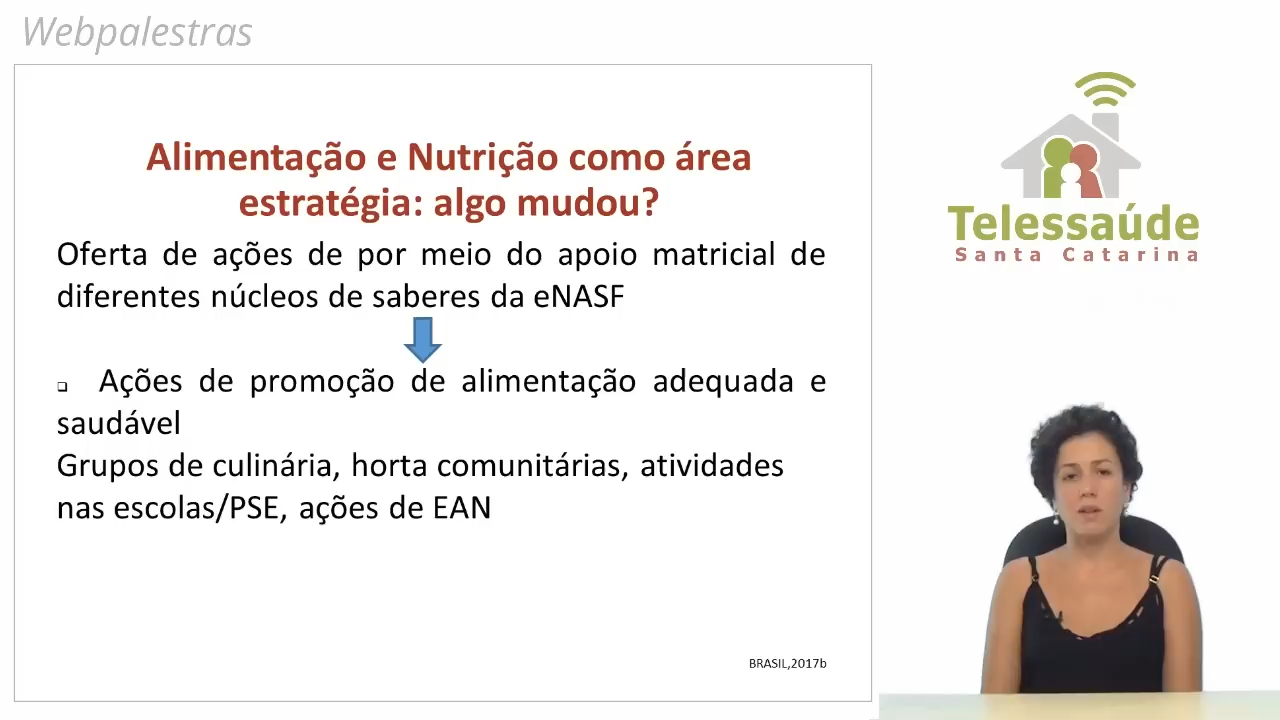 Webpalestras
Alimentação e Nutrição como área
estratégia: algo mudou?
Oferta de ações de por meio do apoio matricial de
diferentes núcleos de saberes da eNASF
Ações de promoção de alimentação adequada e
saudável
Grupos de culinária, horta comunitárias, atividades
nas escolas/PSE, ações de EAN
BRASIL,2017b
Telessaúde
Santa Catarina